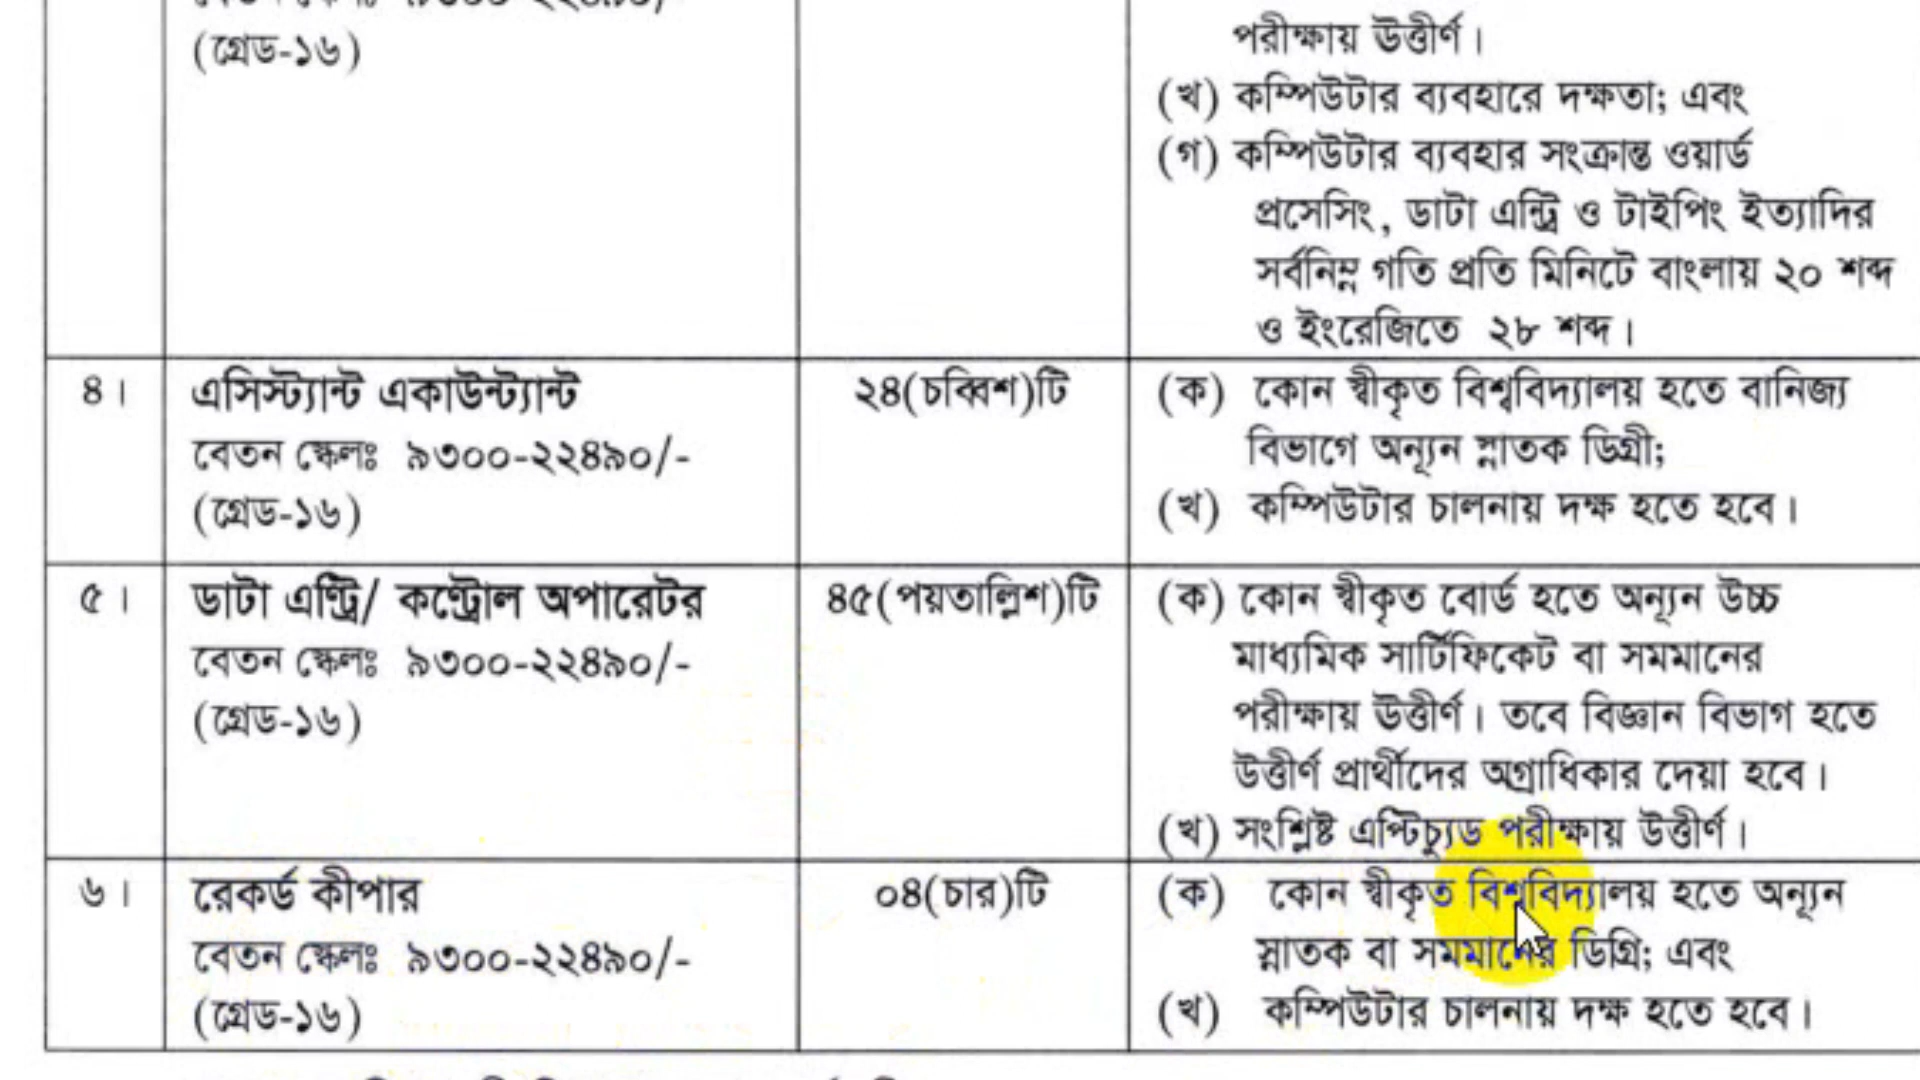 (গ্রেড-১৬)
পরীক্ষায় উত্তীর্ণ।
(খ) কম্পিউটার ব্যবহারে দক্ষতা; এবং
(গ) কম্পিউটার ব্যবহার সংক্রান্ত ওয়ার্ড
প্রসেসিং, ডাটা এন্ট্রি ও টাইপিং ইত্যাদির
সর্বনিম্ন গতি প্রতি মিনিটে বাংলায় ২০ শব্দ
ও ইংরেজিতে ২৮ শব্দ।
৪।
এসিস্ট্যান্ট একাউন্ট্যান্ট
বেতন স্কেলঃ ৯৩০০-২২৪৯০/-
(গ্রেড-১৬)
২৪(চব্বিশ)টি
(ক) কোন স্বীকৃত বিশ্ববিদ্যালয় হতে বানিজ্য
বিভাগে অন্যূন স্নাতক ডিগ্রী;
(খ) কম্পিউটার চালনায় দক্ষ হতে হবে।
৫।
ডাটা এন্ট্রি/ কন্ট্রোল অপারেটর
বেতন স্কেলঃ ৯৩০০-২২৪৯০/-
(গ্রেড-১৬)
৪৫(পয়তাল্লিশ)টি
(ক) কোন স্বীকৃত বোর্ড হতে অন্যূন উচ্চ
মাধ্যমিক সার্টিফিকেট বা সমমানের
পরীক্ষায় উত্তীর্ণ। তবে বিজ্ঞান বিভাগ হতে
উত্তীর্ণ প্রার্থীদের অগ্রাধিকার দেয়া হবে।
(খ) সংশ্লিষ্ট এপ্টিচ্যুড পরীক্ষায় উত্তীর্ণ।
৬।
রেকর্ড কীপার
বেতন স্কেলঃ ৯৩০০-২২৪৯০/-
(গ্রেড-১৬)
০৪(চার)টি
(ক) কোন স্বীকৃত বিশ্ববিদ্যালয় হতে অন্যূন
স্নাতক বা সমমানের ডিগ্রি; এবং
(খ) কম্পিউটার চালনায় দক্ষ হতে হবে।